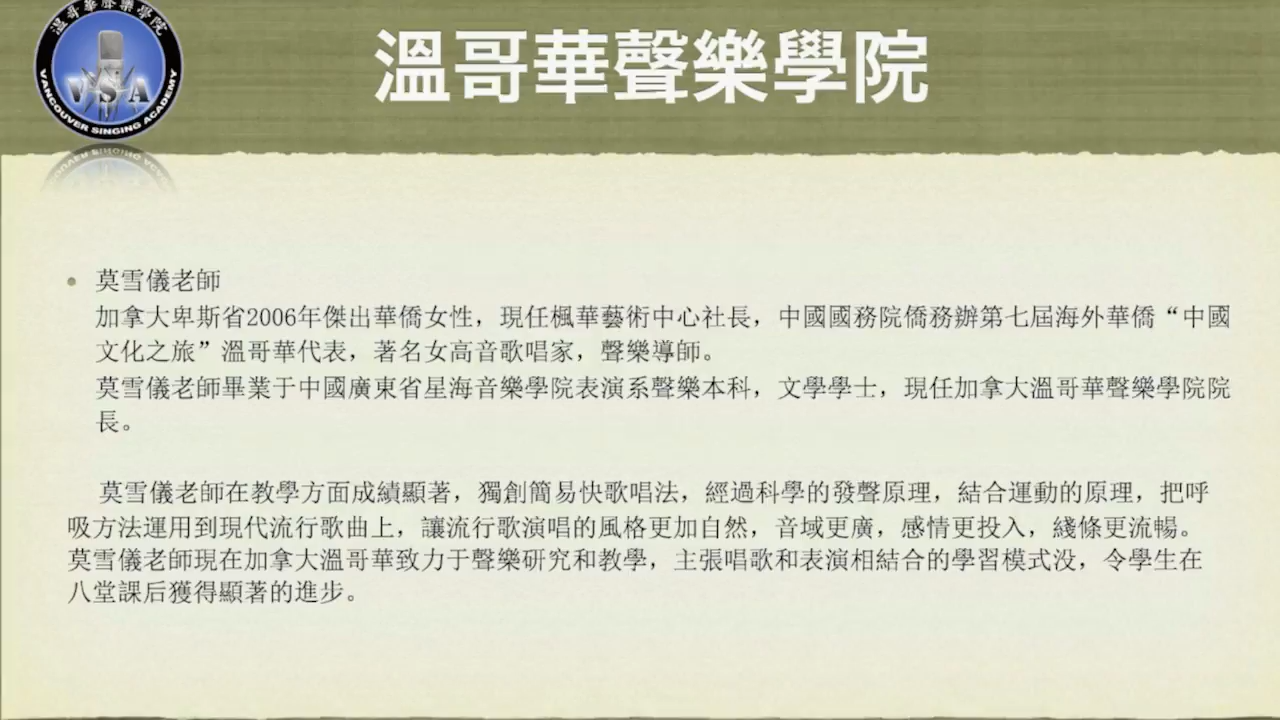 溫哥華聲樂學院
VSA
VANCOUVER SINGING ACADEMY
溫哥華聲樂學院
莫雪儀老師
加拿大卑斯省2006年傑出華僑女性，現任楓華藝術中心社長，中國國務院僑務辦第七屆海外華僑“中國
文化之旅”溫哥華代表，著名女高音歌唱家，聲樂導師。
莫雪儀老師畢業于中國廣東省星海音樂學院表演系聲樂本科，文學學士，現任加拿大溫哥華聲樂學院院
長。
莫雪儀老師在教學方面成績顯著，獨創簡易快歌唱法，經過科學的發聲原理，結合運動的原理，把呼
吸方法運用到現代流行歌曲上，讓流行歌演唱的風格更加自然，音域更廣，感情更投入，綫條更流暢。
莫雪儀老師現在加拿大溫哥華致力于聲樂研究和教學，主張唱歌和表演相結合的學習模式没，令學生在
八堂課后獲得顯著的進步。